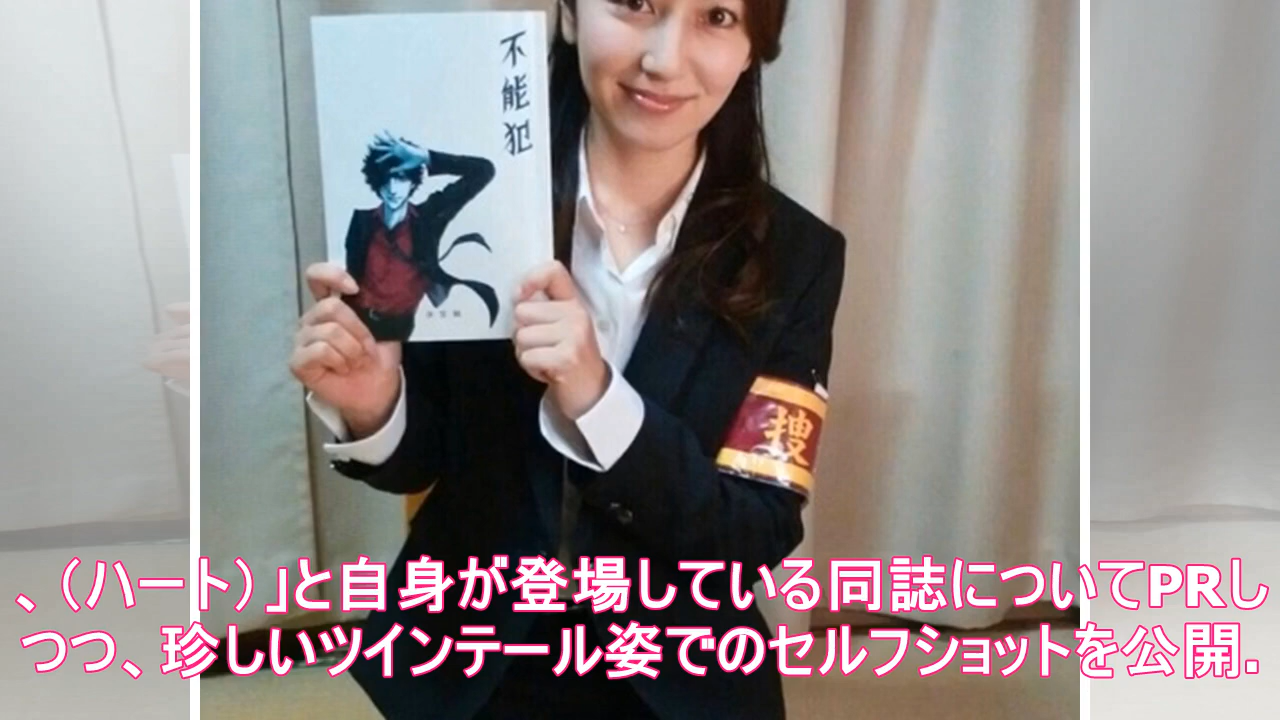 不能犯
捜
、（ハート）」と自身が登場している同誌についてPRし
つつ、珍しいツインテール姿でのセルフショットを公開.